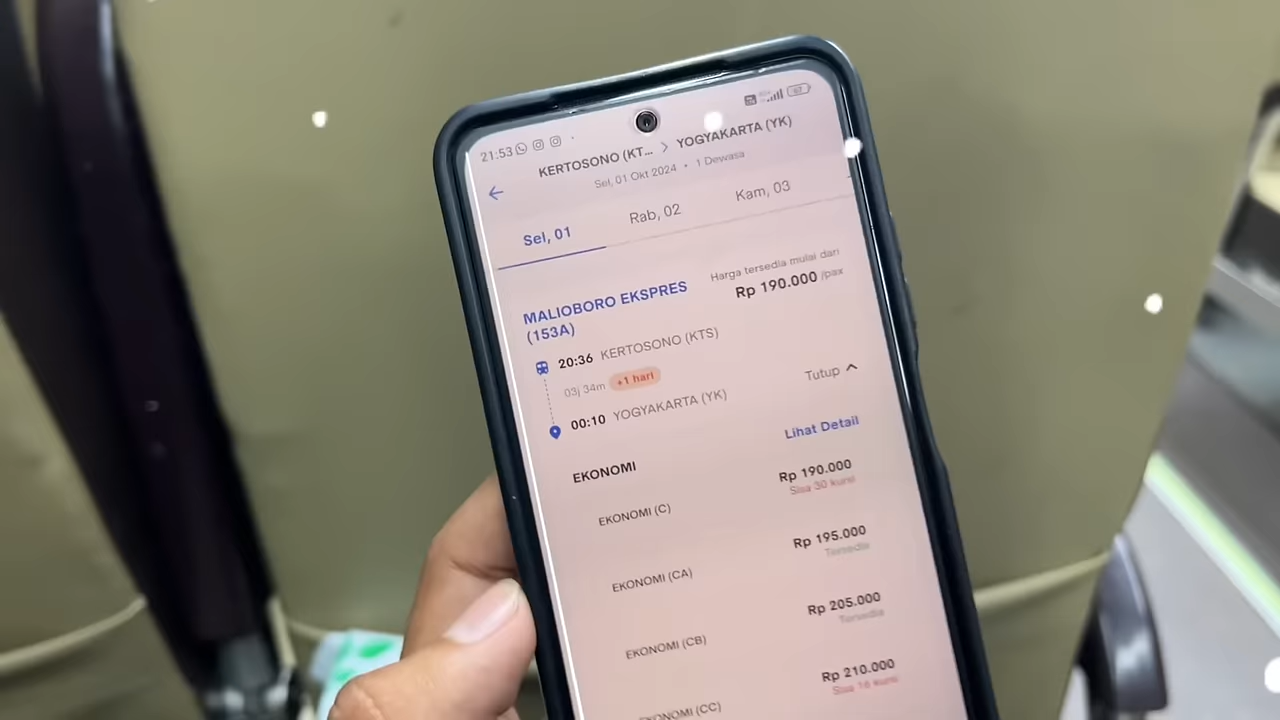 21:53
KERTOSONO (KT... > YOGYAKARTA (YK)
Sel, 01 Okt 2024 • 1 Dewasa
Sel, 01
Rab, 02
Kam, 03
MALIOBORO EKSPRES (153A)
Harga tersedia mulai dari
Rp 190.000 /pax
20:36 KERTOSONO (KTS)
03j 34m +1 hari
Tutup
00:10 YOGYAKARTA (YK)
Lihat Detail
EKONOMI
EKONOMI (C)
Rp 190.000
Sisa 30 kursi
EKONOMI (CA)
Rp 195.000
Tersedia
EKONOMI (CB)
Rp 205.000
Tersedia
EKONOMI (CC)
Rp 210.000
Sisa 16 kursi